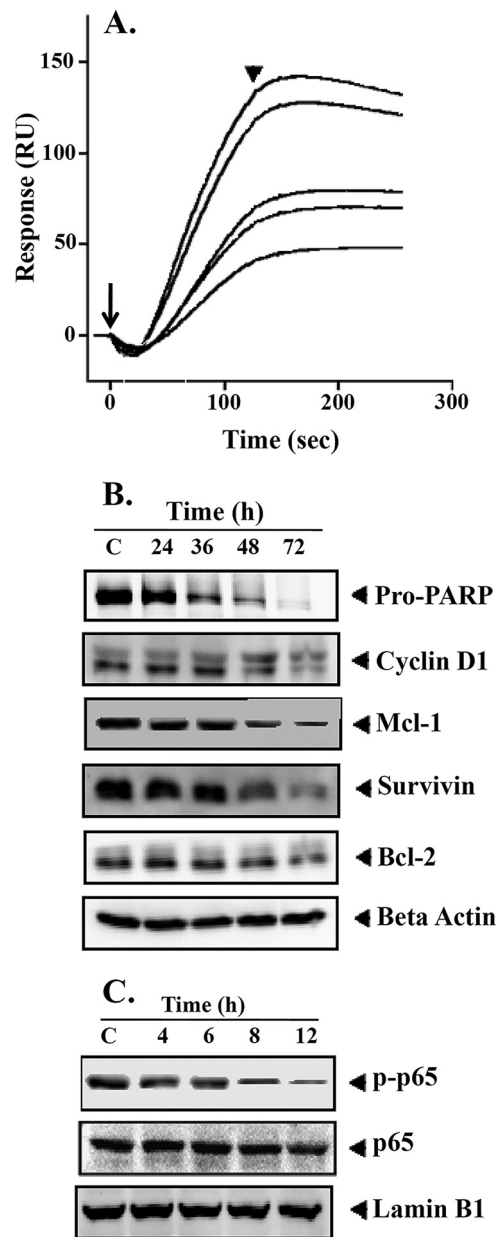 A.
Response (RU)
150
100
50
0
0 100 200 300
Time (sec)
B.
Time (h)
C 24 36 48 72
Pro-PARP
Cyclin D1
Mcl-1
Survivin
Bcl-2
Beta Actin
C.
Time (h)
C 4 6 8 12
p-p65
p65
Lamin B1